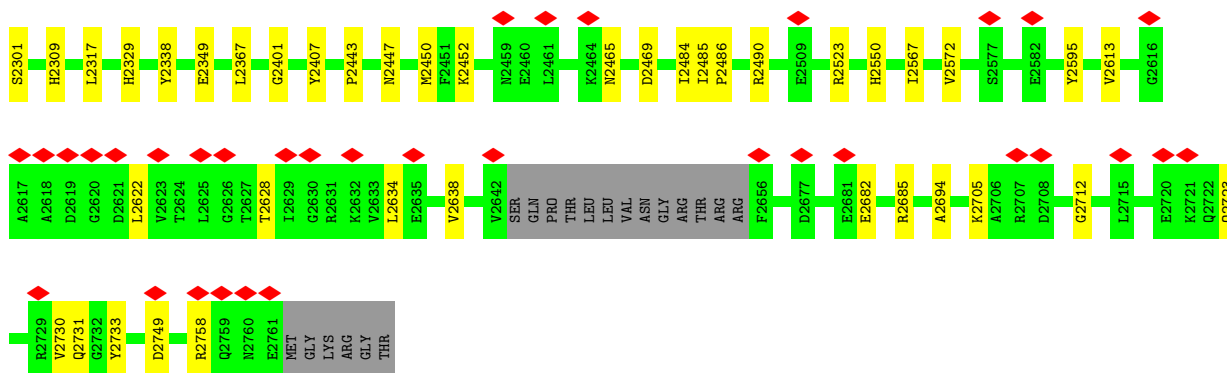 S2301 H2309 L2317 H2329 Y2338 E2349 L2367 G2401 Y2407 P2443 N2447 M2450 F2451 K2452 N2459 E2460 L2461 K2464 N2465 D2469 I2484 I2485 P2486 R2490 E2509 R2523 H2550 I2567 V2572 S2577 E2582 Y2595 V2613 G2616
A2617 A2618 D2619 G2620 D2621 L2622 V2623 T2624 L2625 G2626 T2627 T2628 I2629 G2630 R2631 K2632 V2633 L2634 E2635 V2638 V2642 SER GLN PRO THR LEU LEU VAL ASN GLY ARG THR ARG ARG F2656 D2677 E2681 E2682 R2685 A2694 K2705 A2706 R2707 D2708 G2712 L2715 E2720 K2721 Q2722
R2729 V2730 Q2731 G2732 Y2733 D2749 R2758 Q2759 N2760 E2761 MET GLY LYS ARG GLY THR